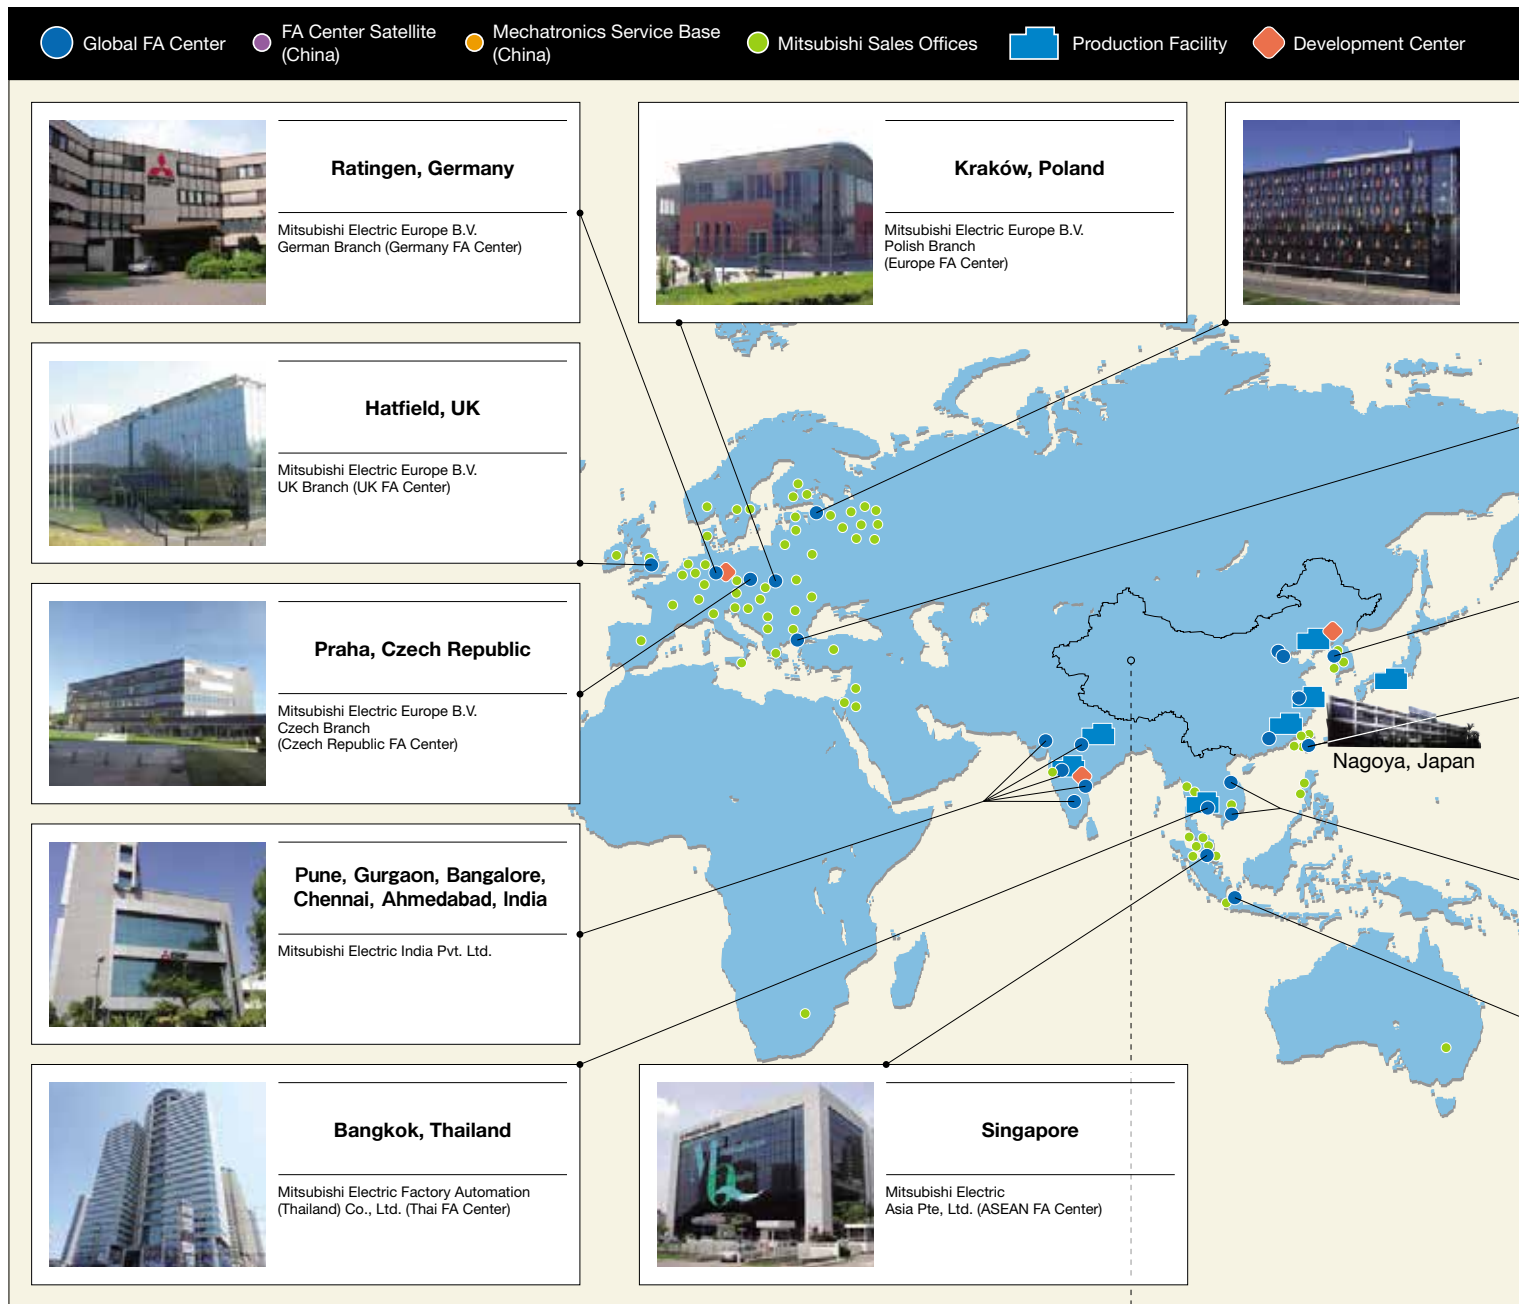 Global FA Center
FA Center Satellite
(China)
Mechatronics Service Base
(China)
Mitsubishi Sales Offices
Production Facility
Development Center
Ratingen, Germany
Mitsubishi Electric Europe B.V.
German Branch (Germany FA Center)
Kraków, Poland
Mitsubishi Electric Europe B.V.
Polish Branch
(Europe FA Center)
Hatfield, UK
Mitsubishi Electric Europe B.V.
UK Branch (UK FA Center)
Praha, Czech Republic
Mitsubishi Electric Europe B.V.
Czech Branch
(Czech Republic FA Center)
Nagoya, Japan
Pune, Gurgaon, Bangalore,
Chennai, Ahmedabad, India
Mitsubishi Electric India Pvt. Ltd.
Bangkok, Thailand
Mitsubishi Electric Factory Automation
(Thailand) Co., Ltd. (Thai FA Center)
Singapore
Mitsubishi Electric
Asia Pte, Ltd. (ASEAN FA Center)